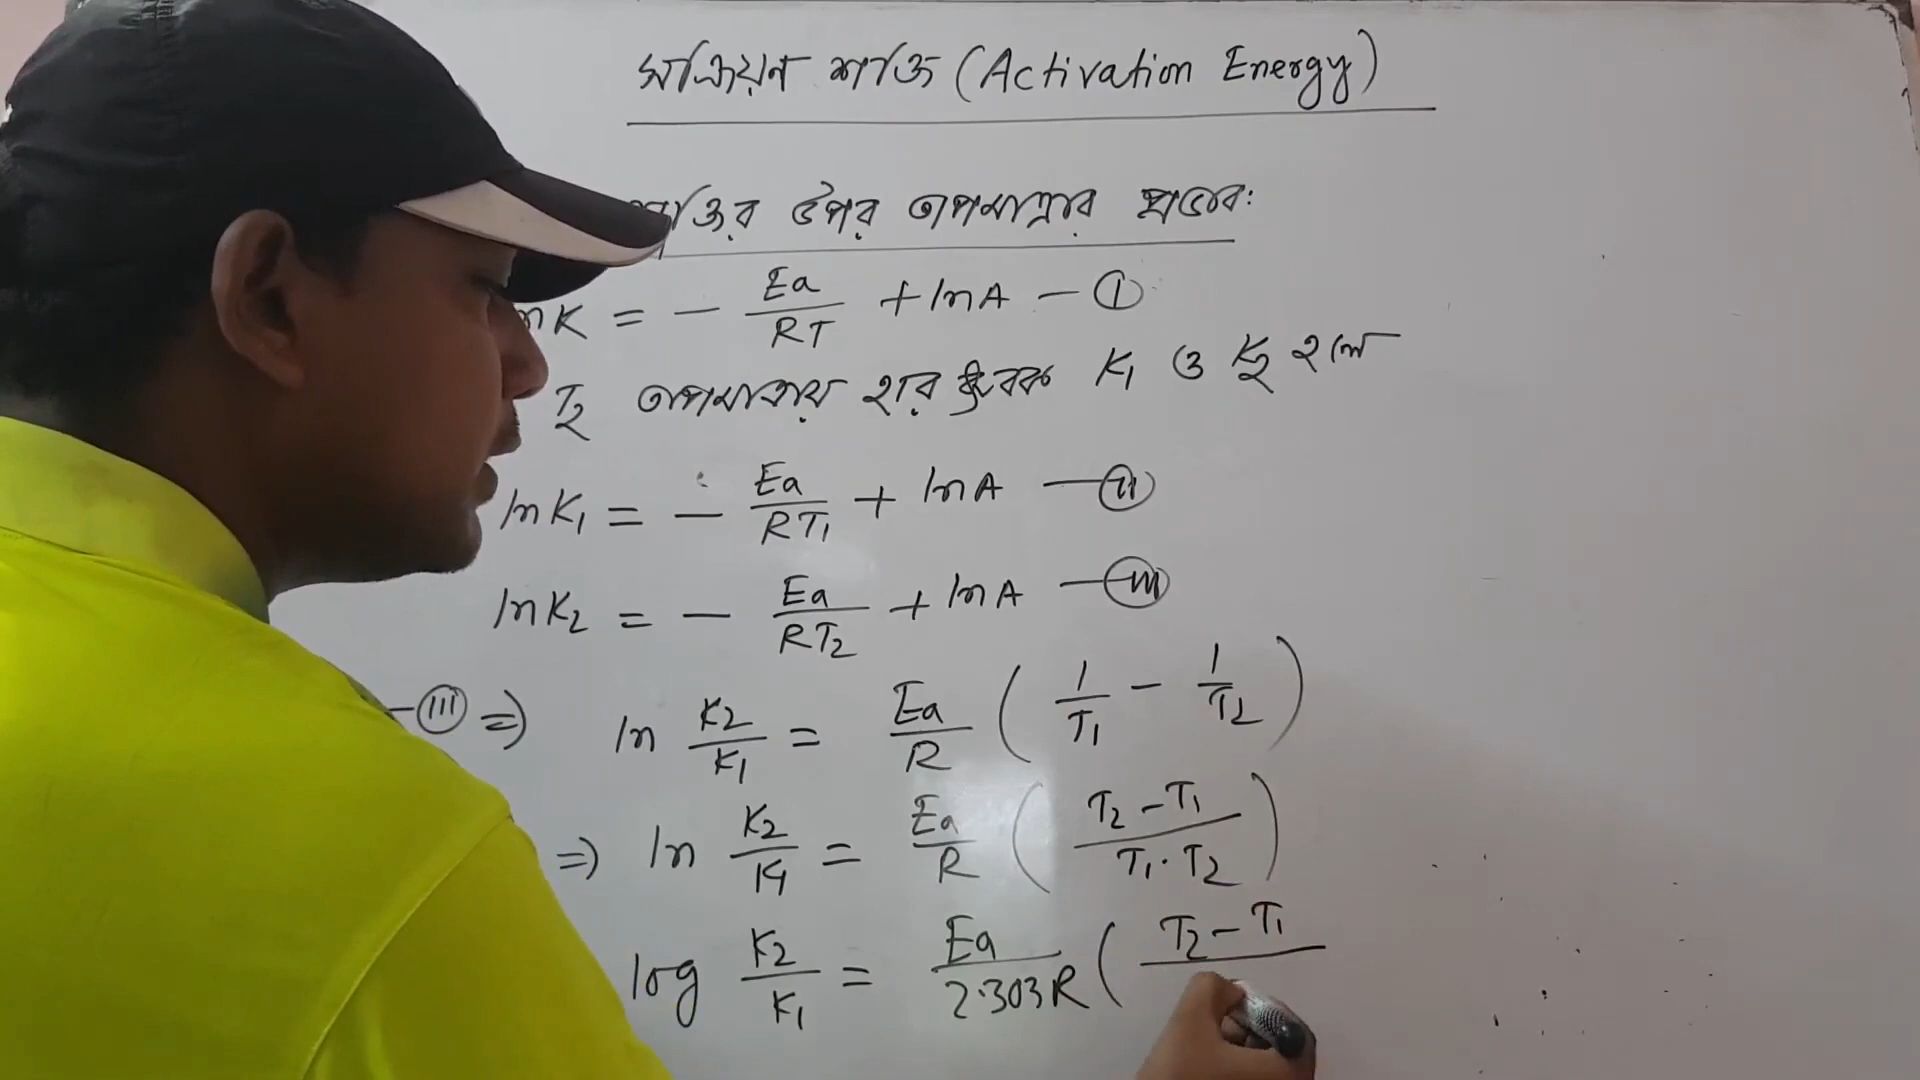 সক্রিয়ন শক্তি (Activation Energy)
উপর তাপমাত্রার প্রভাব:
K = - Ea/RT + lnA - (I)
T2 তাপমাত্রায় হার ধ্রুবক K1 ও K2 হলে
lnK1 = - Ea/RT1 + lnA - (II)
lnK2 = - Ea/RT2 + lnA - (III)
- (III) => ln K2/K1 = Ea/R (1/T1 - 1/T2)
=> ln K2/K1 = Ea/R (T2 - T1 / T1.T2)
log K2/K1 = Ea/2.303R (T2 - T1